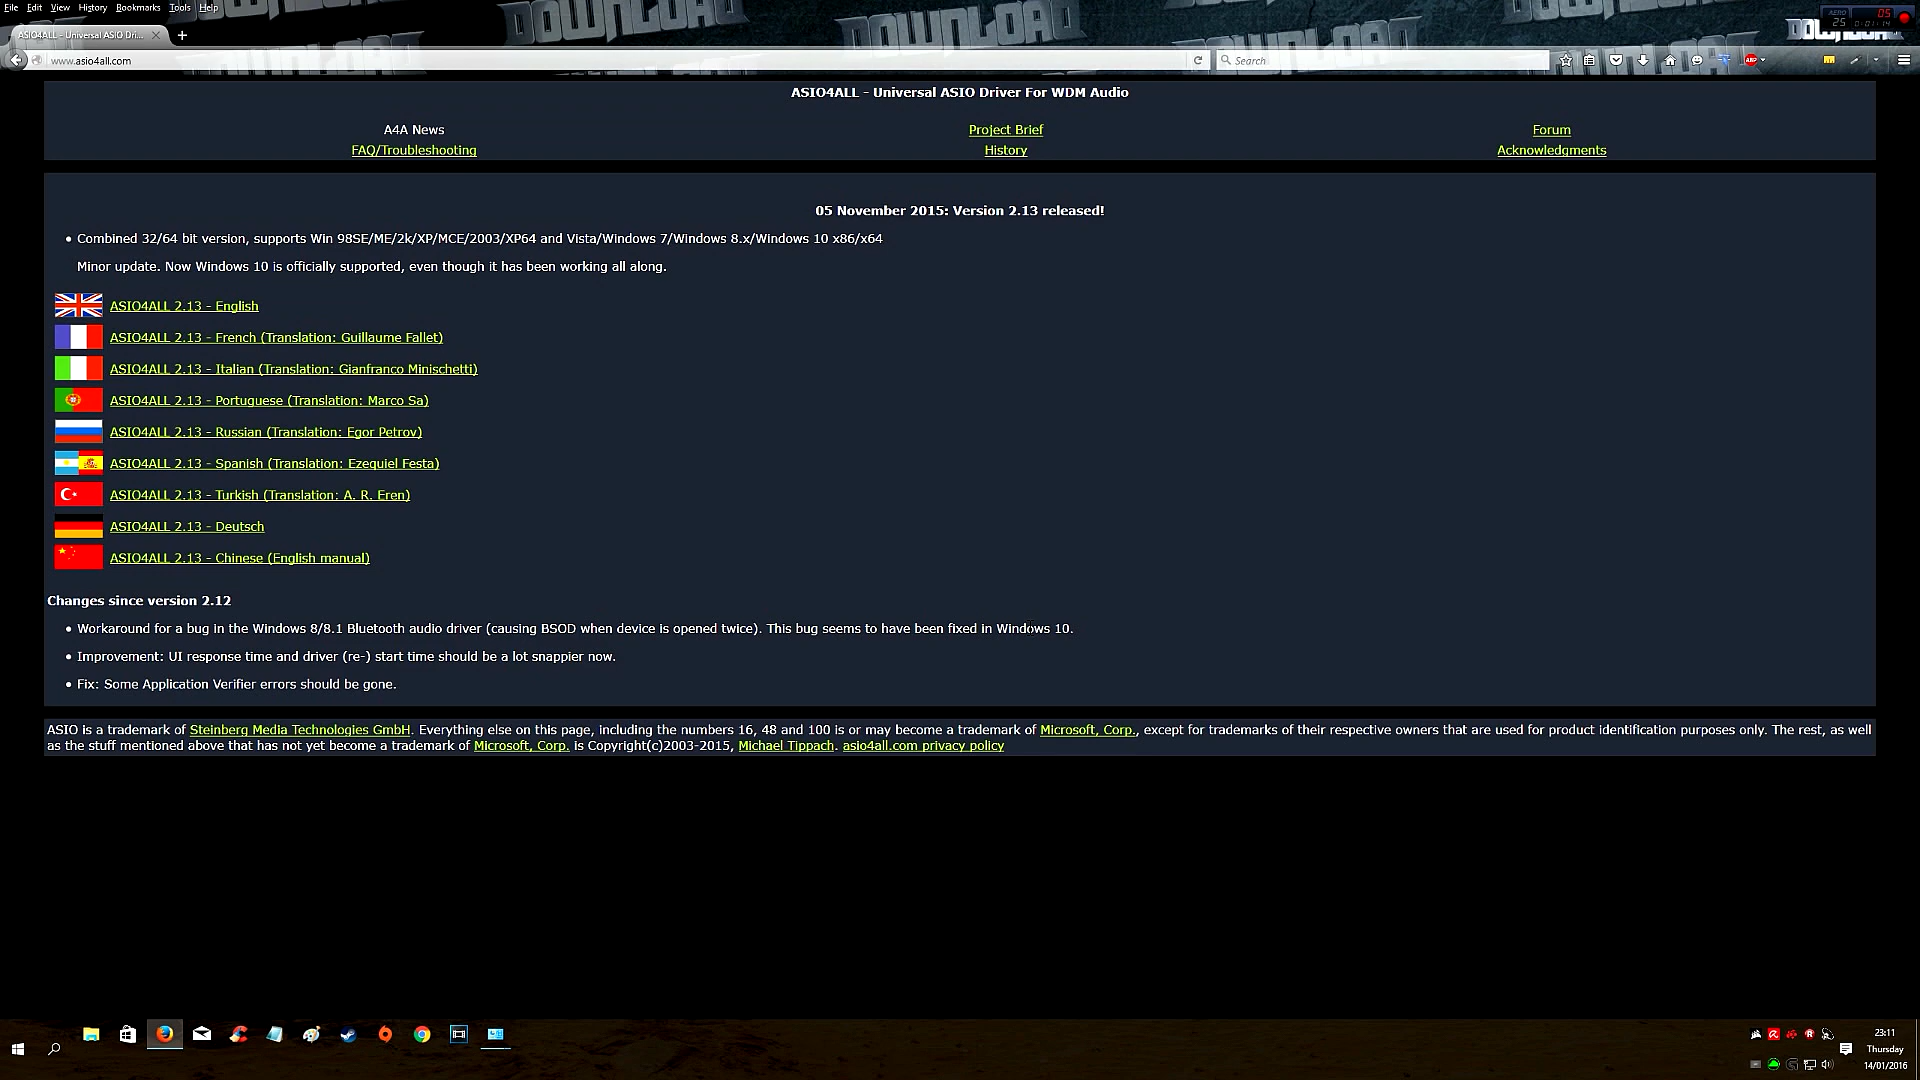 File Edit View History Bookmarks Tools Help
ASIO4ALL - Universal ASIO Dri...
www.asio4all.com
Search
DOWNLOAD DOWNLOAD DOWNLOAD
ASIO4ALL - Universal ASIO Driver For WDM Audio
A4A News Project Brief Forum
FAQ/Troubleshooting History Acknowledgments
05 November 2015: Version 2.13 released!
• Combined 32/64 bit version, supports Win 98SE/ME/2k/XP/MCE/2003/XP64 and Vista/Windows 7/Windows 8.x/Windows 10 x86/x64
Minor update. Now Windows 10 is officially supported, even though it has been working all along.
ASIO4ALL 2.13 - English
ASIO4ALL 2.13 - French (Translation: Guillaume Fallet)
ASIO4ALL 2.13 - Italian (Translation: Gianfranco Minischetti)
ASIO4ALL 2.13 - Portuguese (Translation: Marco Sa)
ASIO4ALL 2.13 - Russian (Translation: Egor Petrov)
ASIO4ALL 2.13 - Spanish (Translation: Ezequiel Festa)
ASIO4ALL 2.13 - Turkish (Translation: A. R. Eren)
ASIO4ALL 2.13 - Deutsch
ASIO4ALL 2.13 - Chinese (English manual)
Changes since version 2.12
• Workaround for a bug in the Windows 8/8.1 Bluetooth audio driver (causing BSOD when device is opened twice). This bug seems to have been fixed in Windows 10.
• Improvement: UI response time and driver (re-) start time should be a lot snappier now.
• Fix: Some Application Verifier errors should be gone.
ASIO is a trademark of Steinberg Media Technologies GmbH. Everything else on this page, including the numbers 16, 48 and 100 is or may become a trademark of Microsoft, Corp., except for trademarks of their respective owners that are used for product identification purposes only. The rest, as well
as the stuff mentioned above that has not yet become a trademark of Microsoft, Corp. is Copyright(c)2003-2015, Michael Tippach. asio4all.com privacy policy
23:11
Thursday
14/01/2016